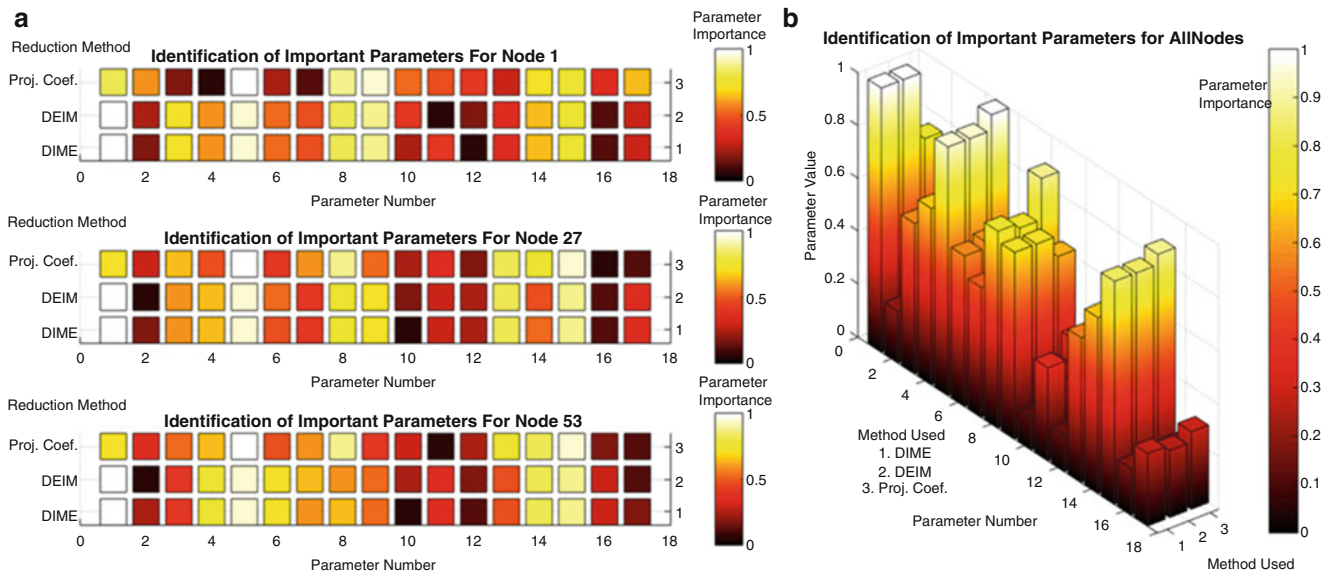 a
Reduction Method
Identification of Important Parameters For Node 1
Parameter
Importance
Proj. Coef.
DEIM
DIME
3
2
1
0 2 4 6 8 10 12 14 16 18
Parameter Number
1
0.5
0
Reduction Method
Identification of Important Parameters For Node 27
Parameter
Importance
Proj. Coef.
DEIM
DIME
3
2
1
0 2 4 6 8 10 12 14 16 18
Parameter Number
1
0.5
0
Reduction Method
Identification of Important Parameters For Node 53
Parameter
Importance
Proj. Coef.
DEIM
DIME
3
2
1
0 2 4 6 8 10 12 14 16 18
Parameter Number
1
0.5
0
b
Identification of Important Parameters for AllNodes
Parameter
Importance
Parameter Value
1
0.8
0.6
0.4
0.2
0
0 2 4 6 8 10 12 14 16 18
Parameter Number
Method Used
1. DIME
2. DEIM
3. Proj. Coef.
1 2 3
Method Used
1
0.9
0.8
0.7
0.6
0.5
0.4
0.3
0.2
0.1
0